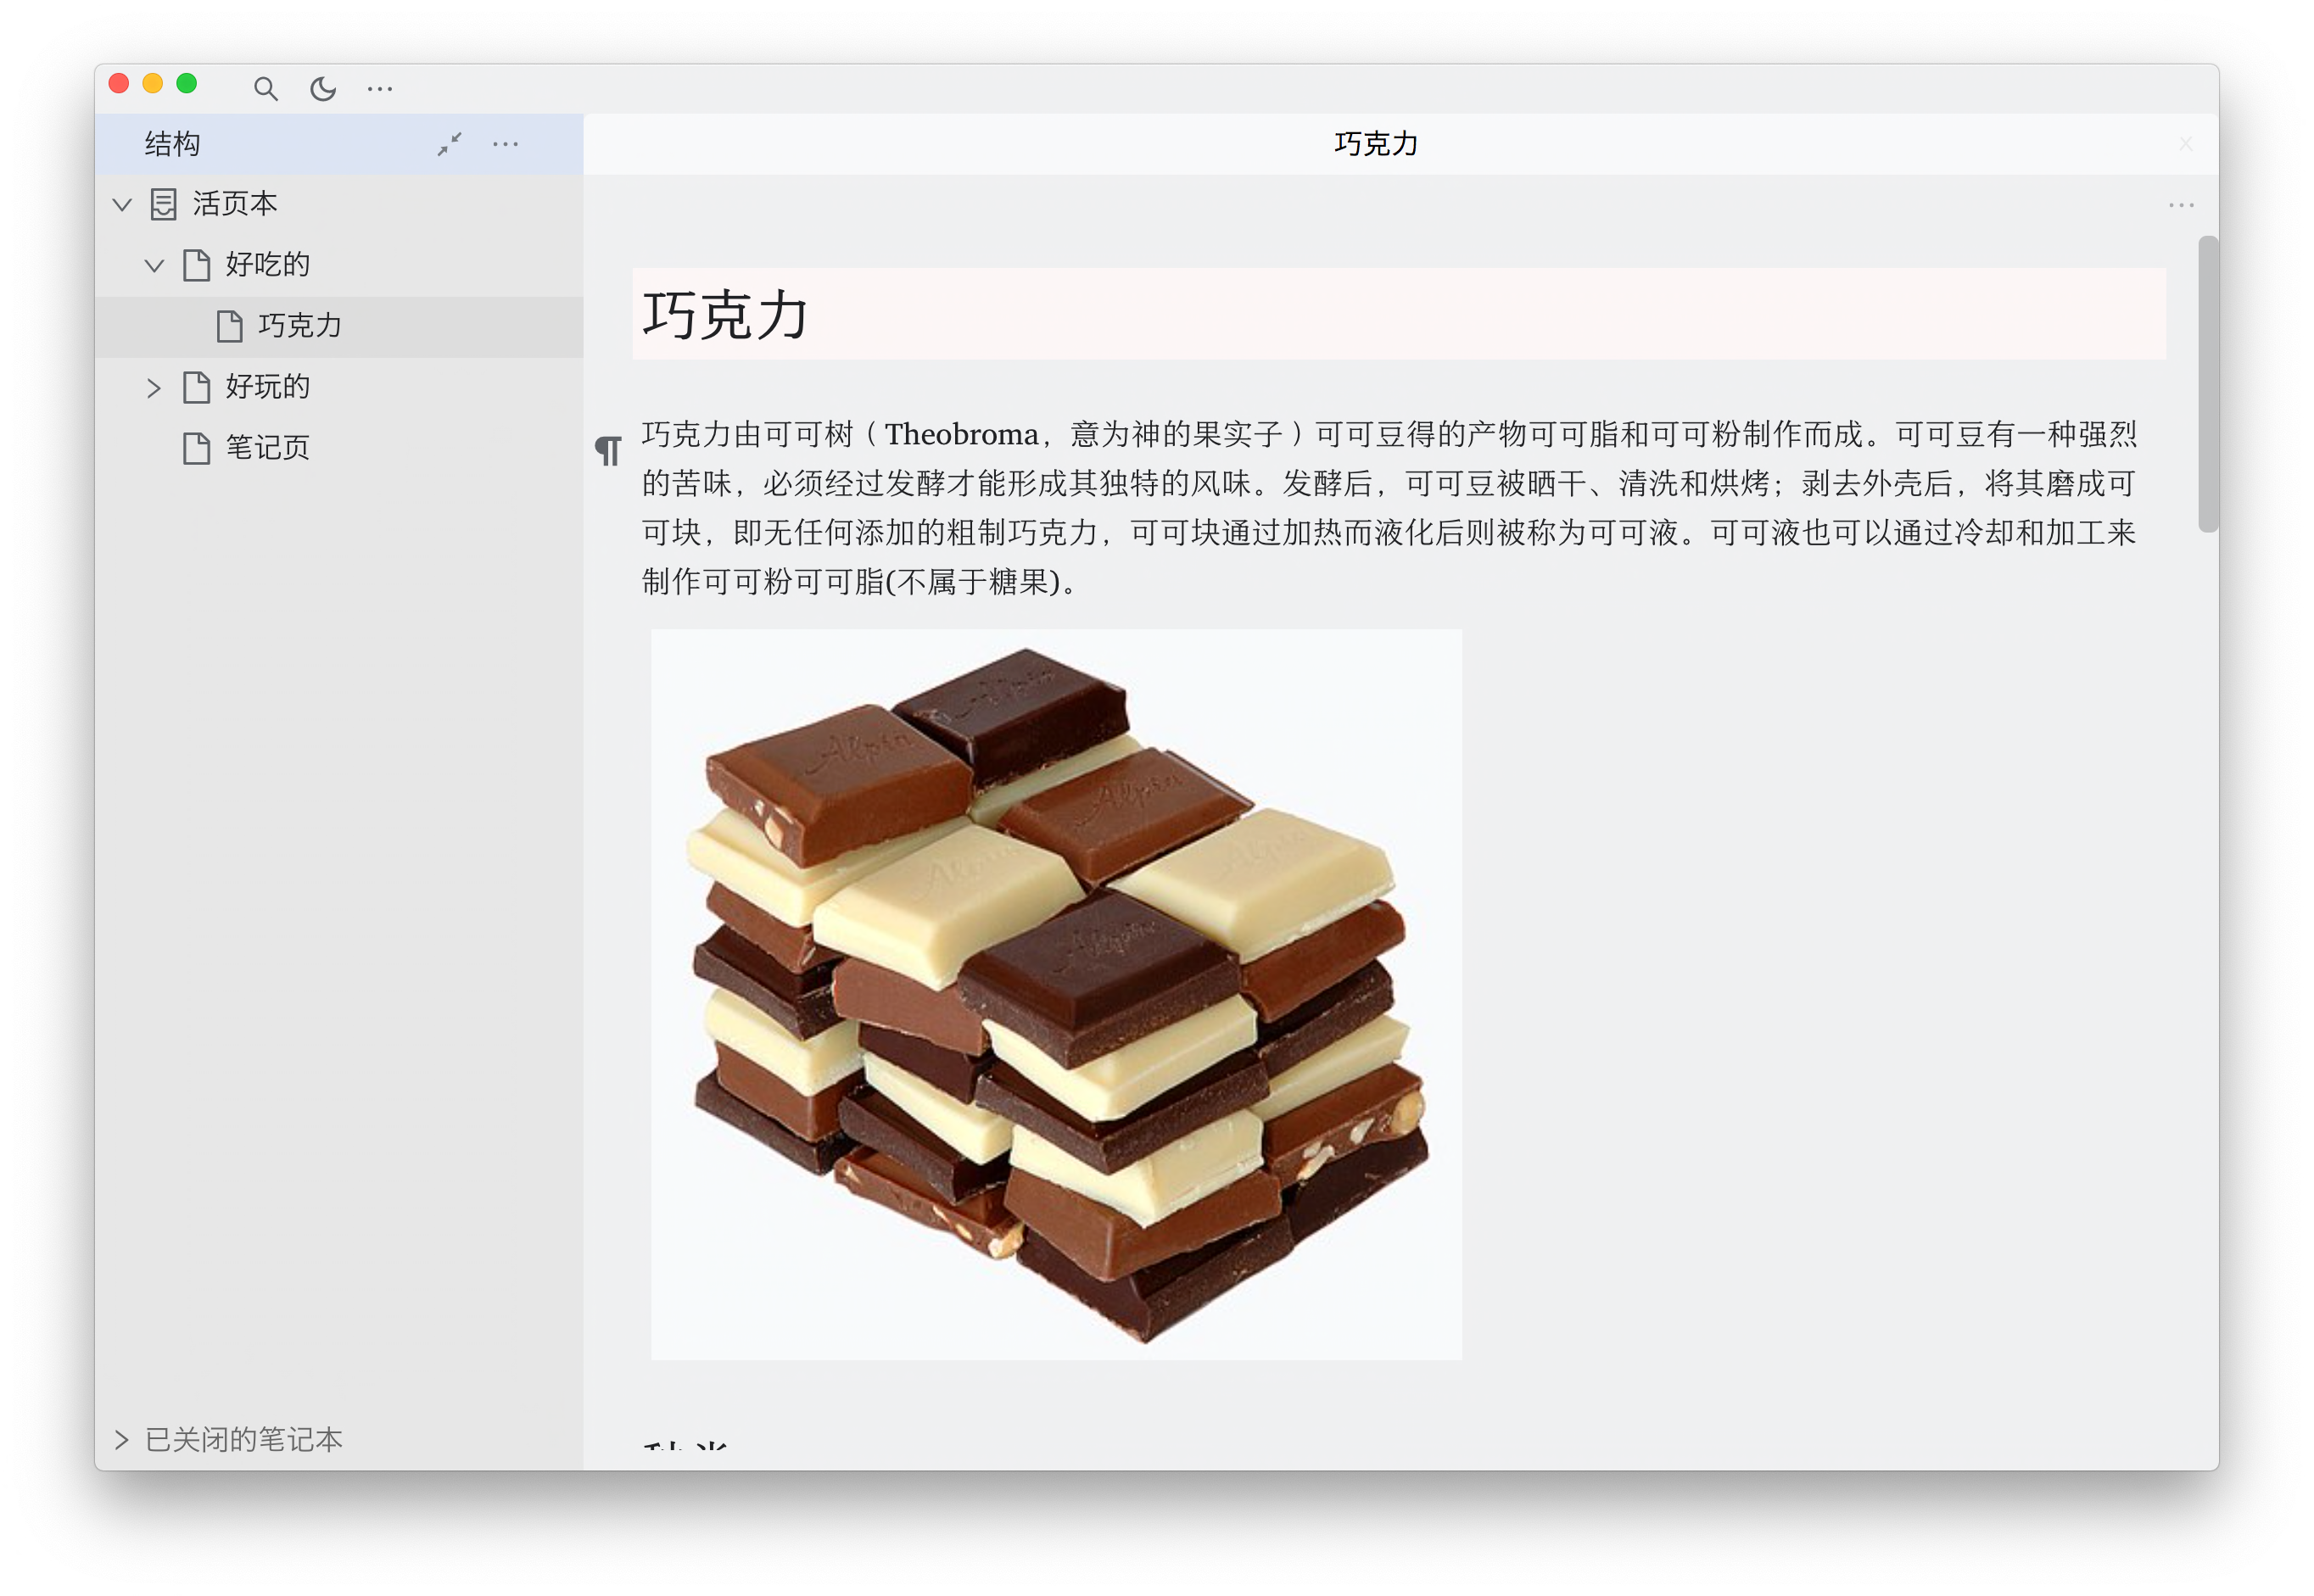 结构
巧克力
活页本
好吃的
巧克力
好玩的
笔记页
已关闭的笔记本
巧克力
巧克力由可可树（Theobroma，意为神的果实子）可可豆得的产物可可脂和可可粉制作而成。可可豆有一种强烈
的苦味，必须经过发酵才能形成其独特的风味。发酵后，可可豆被晒干、清洗和烘烤；剥去外壳后，将其磨成可
可块，即无任何添加的粗制巧克力，可可块通过加热而液化后则被称为可可液。可可液也可以通过冷却和加工来
制作可可粉可可脂(不属于糖果)。
Alpia
Alpia